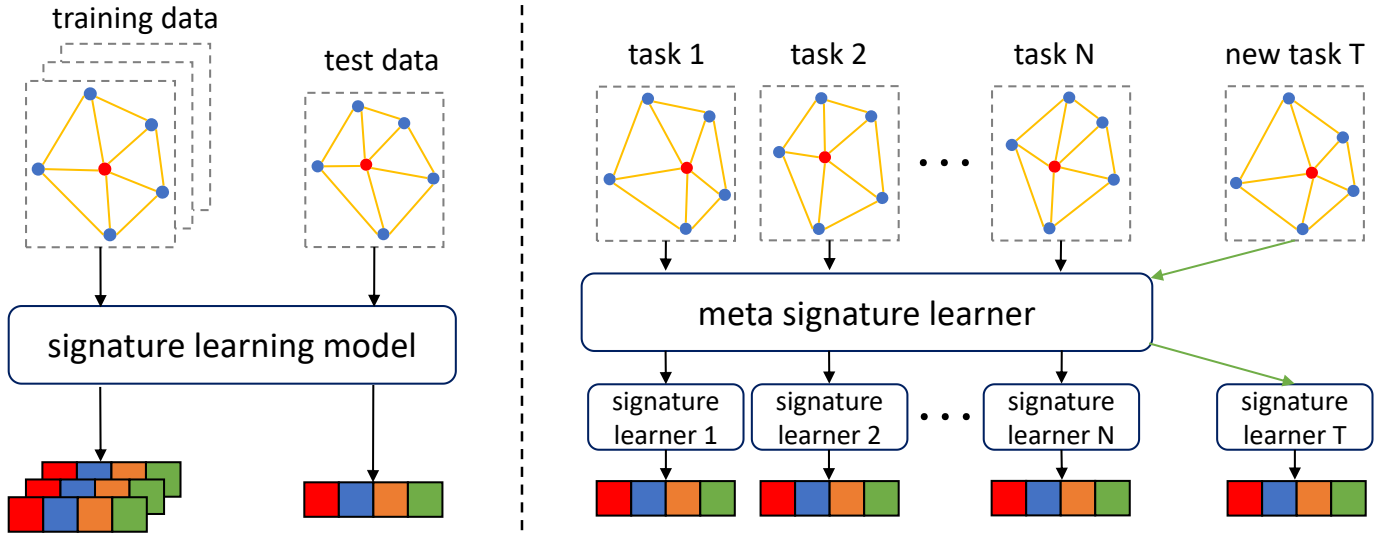 training data
test data
signature learning model
task 1
task 2
task N
new task T
• • •
meta signature learner
signature
learner 1
signature
learner 2
• • •
signature
learner N
signature
learner T